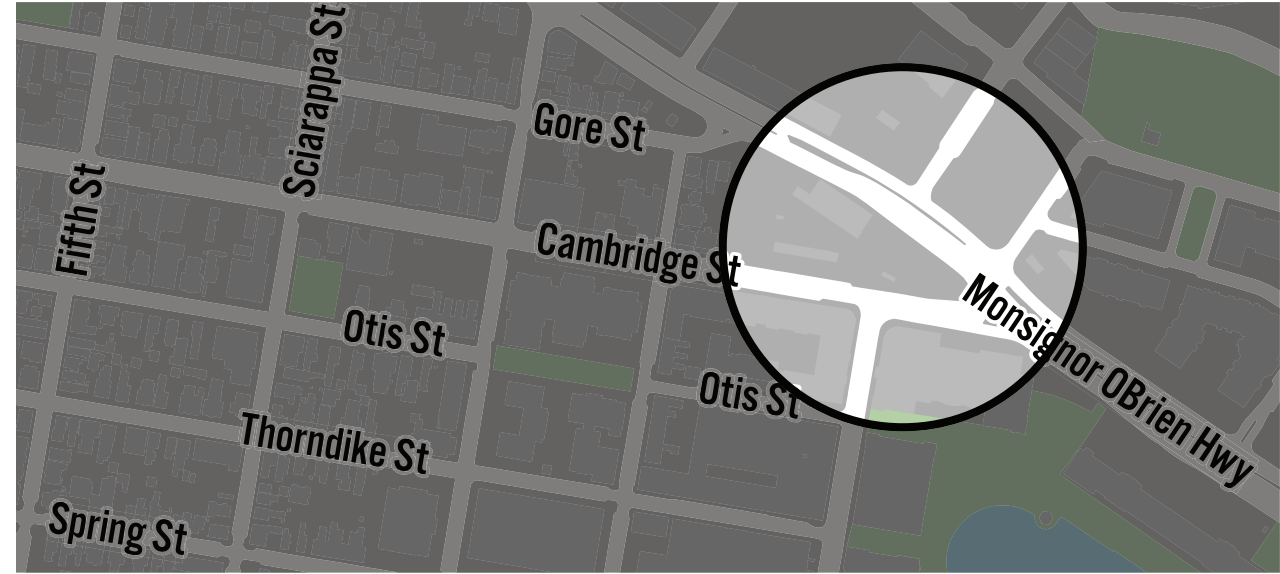 Sciarappa St
Gore St
Fifth St
Cambridge St
Otis St
Monsignor OBrien Hwy
Otis St
Thorndike St
Spring St